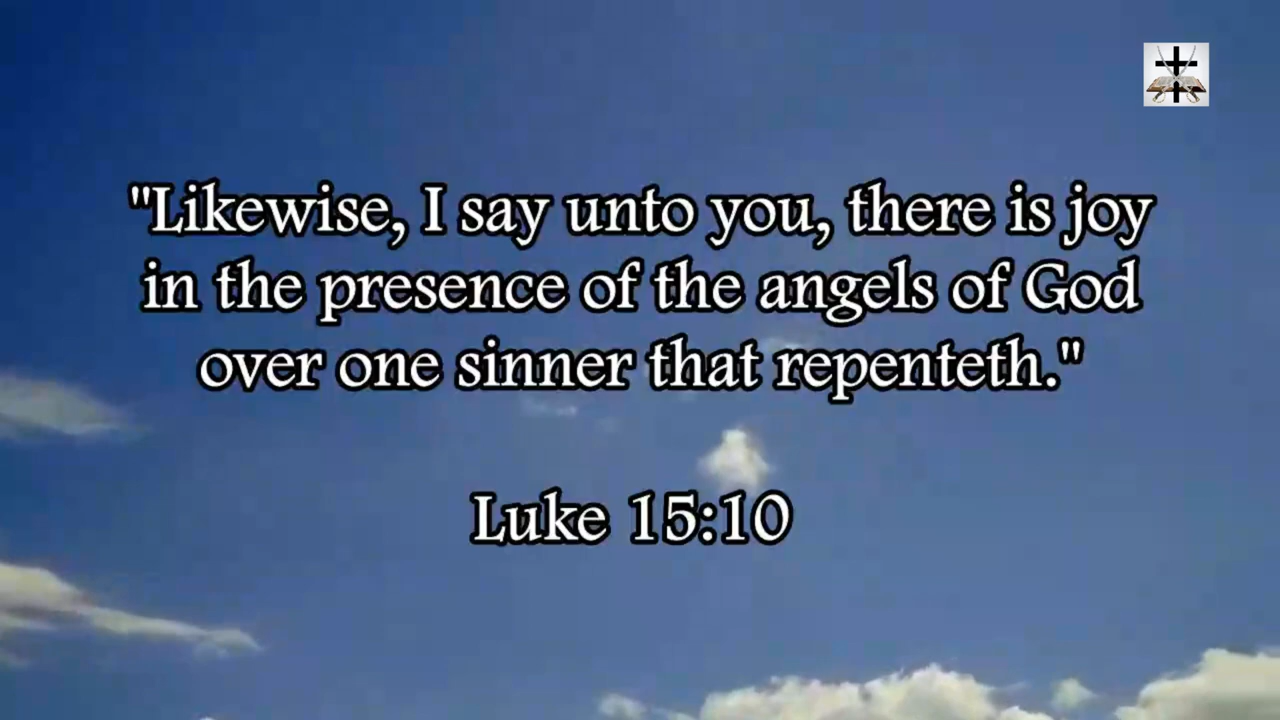 "Likewise, I say unto you, there is joy
in the presence of the angels of God
over one sinner that repenteth."
Luke 15:10